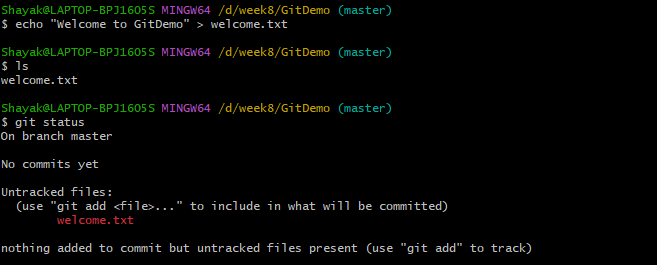 Shayak@LAPTOP-BPJ1605S MINGW64 /d/week8/GitDemo (master)
$ echo "Welcome to GitDemo" > welcome.txt
Shayak@LAPTOP-BPJ1605S MINGW64 /d/week8/GitDemo (master)
$ ls
welcome.txt
Shayak@LAPTOP-BPJ1605S MINGW64 /d/week8/GitDemo (master)
$ git status
On branch master
No commits yet
Untracked files:
(use "git add <file>..." to include in what will be committed)
welcome.txt
nothing added to commit but untracked files present (use "git add" to track)